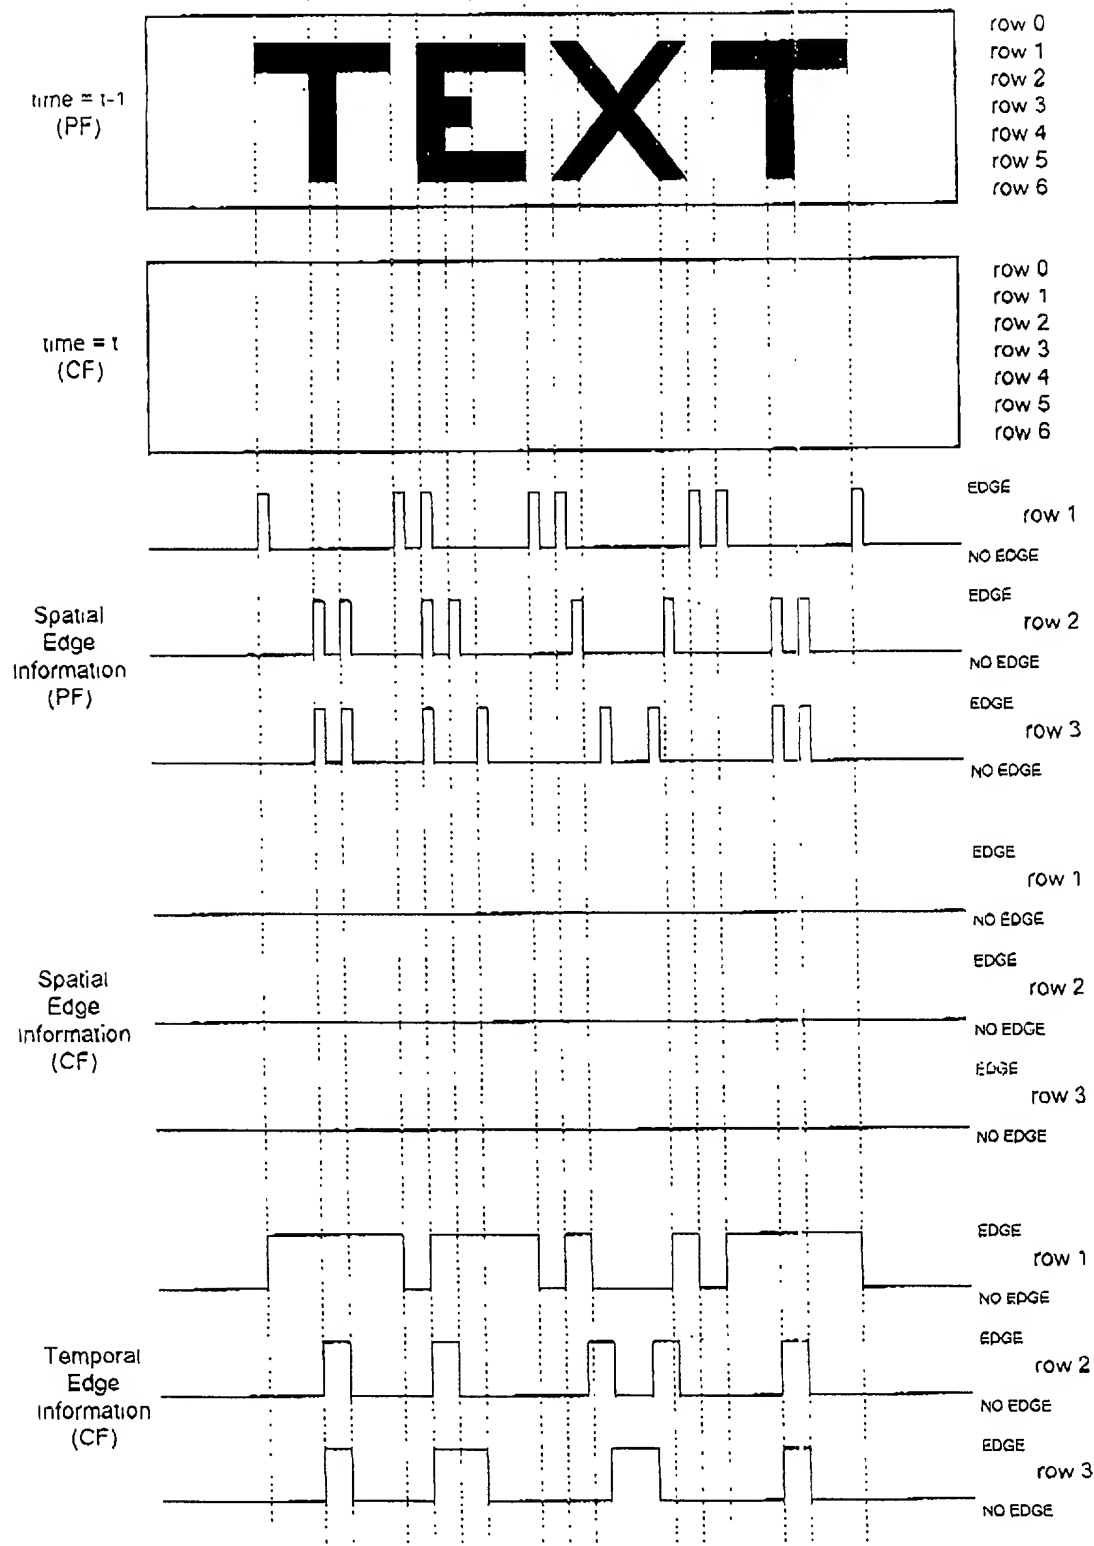 TEXT
time = t-1
(PF)
row 0
row 1
row 2
row 3
row 4
row 5
row 6
time = t
(CF)
row 0
row 1
row 2
row 3
row 4
row 5
row 6
Spatial
Edge
Information
(PF)
EDGE
row 1
NO EDGE
EDGE
row 2
NO EDGE
EDGE
row 3
NO EDGE
Spatial
Edge
Information
(CF)
EDGE
row 1
NO EDGE
EDGE
row 2
NO EDGE
EDGE
row 3
NO EDGE
Temporal
Edge
Information
(CF)
EDGE
row 1
NO EDGE
EDGE
row 2
NO EDGE
EDGE
row 3
NO EDGE